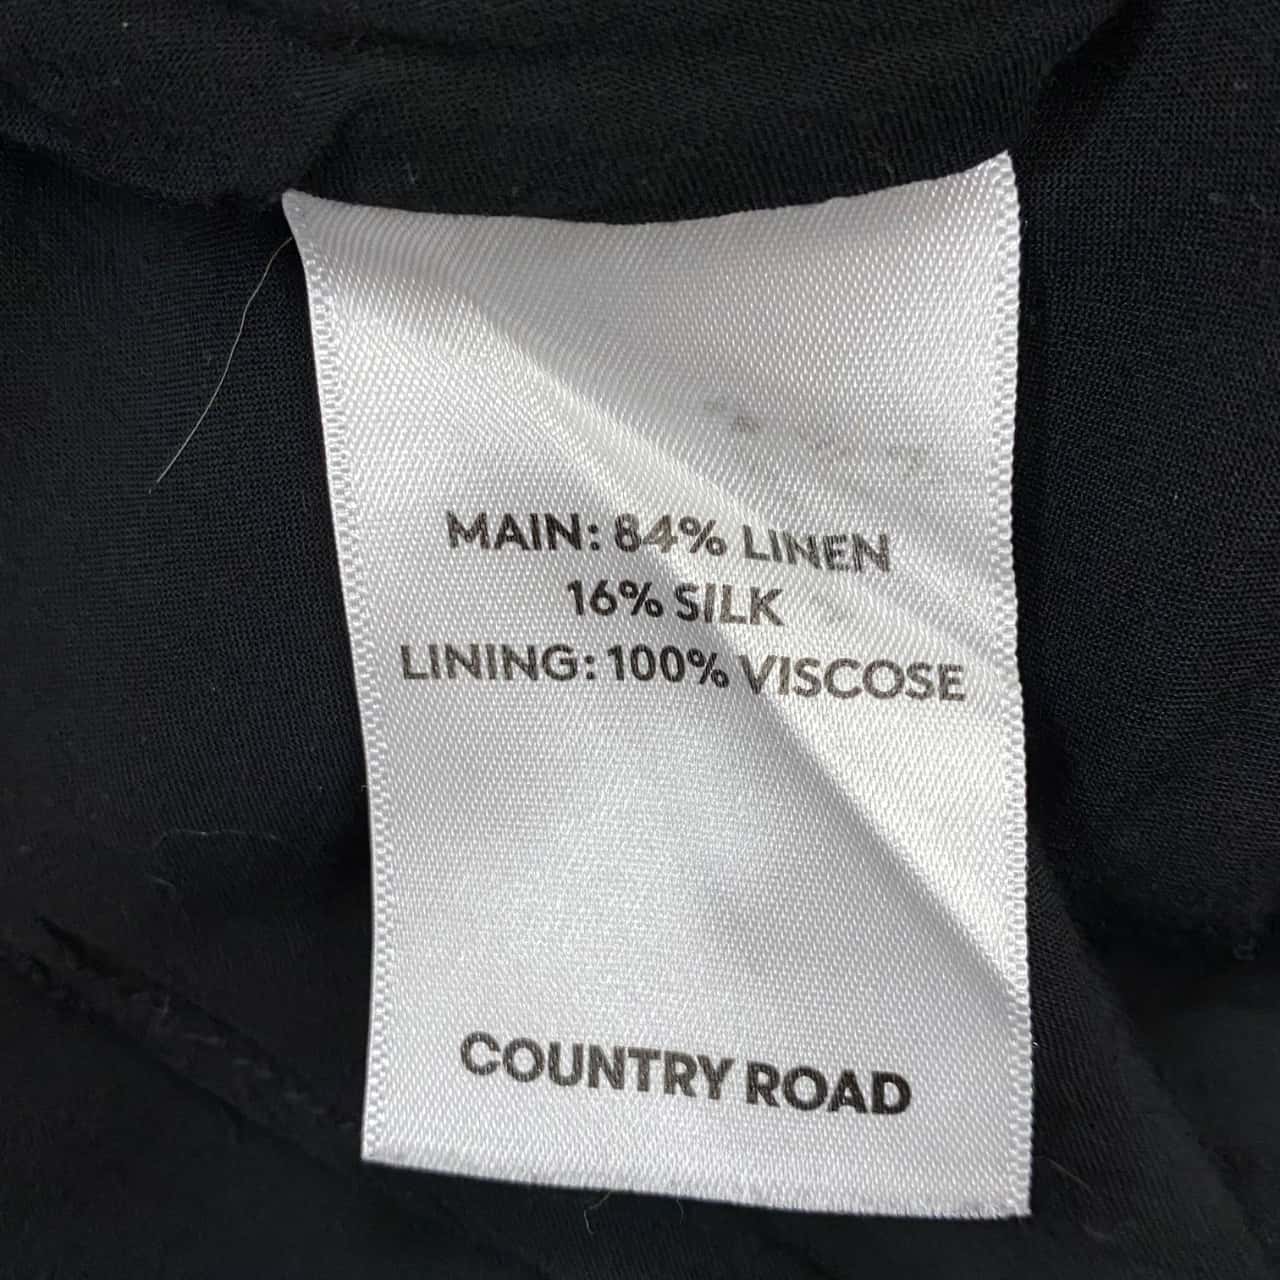 MAIN: 84% LINEN
16% SILK
LINING: 100% VISCOSE
COUNTRY ROAD